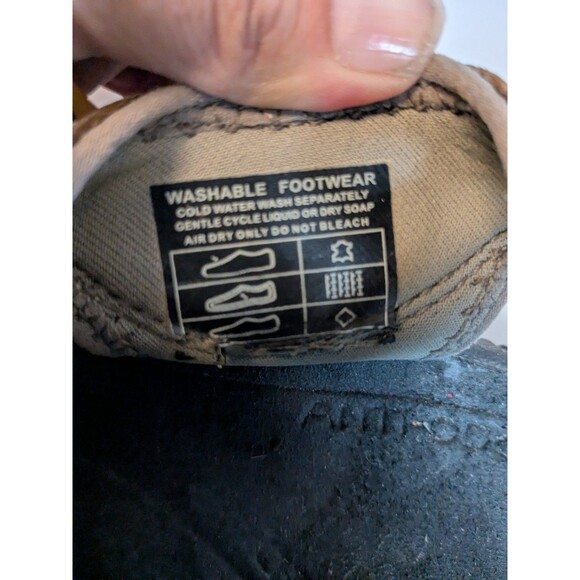 WASHABLE FOOTWEAR
COLD WATER WASH SEPARATELY
GENTLE CYCLE LIQUID OR DRY SOAP
AIR DRY ONLY DO NOT BLEACH